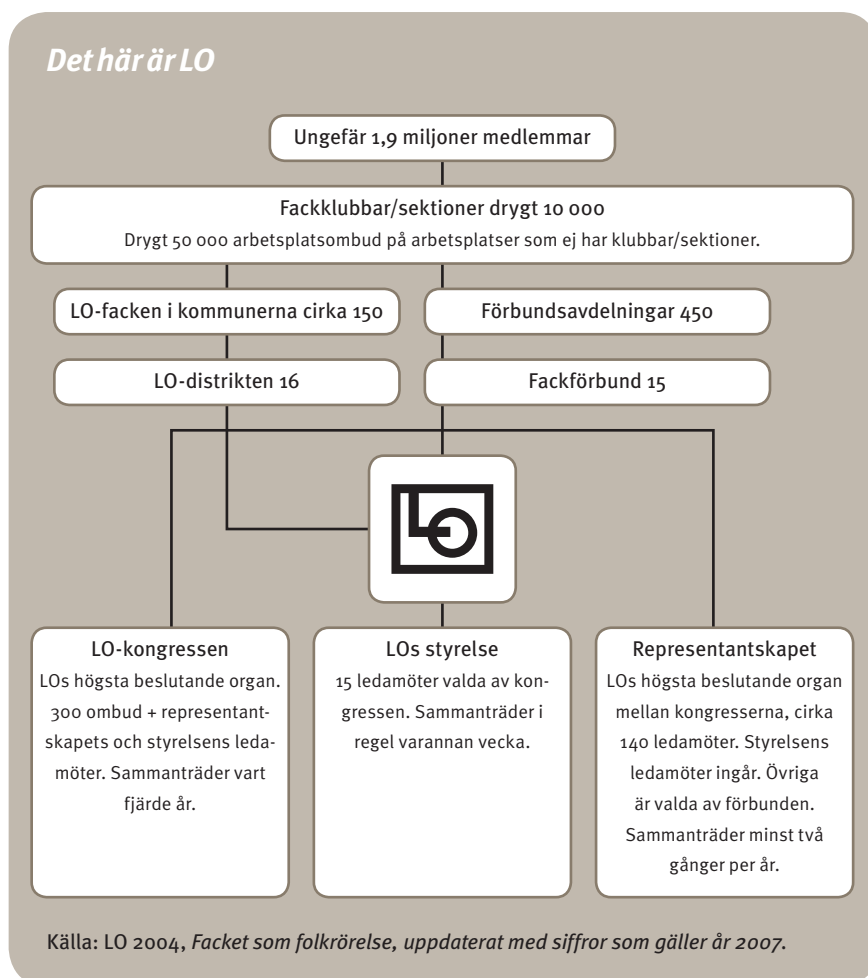 Det här är LO
Ungefär 1,9 miljoner medlemmar
Fackklubbar/sektioner drygt 10 000
Drygt 50 000 arbetsplatsombud på arbetsplatser som ej har klubbar/sektioner.
LO-facken i kommunerna cirka 150
Förbundsavdelningar 450
LO-distrikten 16
Fackförbund 15
LO
LO-kongressen
LOs högsta beslutande organ.
300 ombud + representant-
skapets och styrelsens leda-
möter. Sammanträder vart
fjärde år.
LOs styrelse
15 ledamöter valda av kon-
gressen. Sammanträder i
regel varannan vecka.
Representantskapet
LOs högsta beslutande organ
mellan kongresserna, cirka
140 ledamöter. Styrelsens
ledamöter ingår. Övriga
är valda av förbunden.
Sammanträder minst två
gånger per år.
Källa: LO 2004, Facket som folkrörelse, uppdaterat med siffror som gäller år 2007.